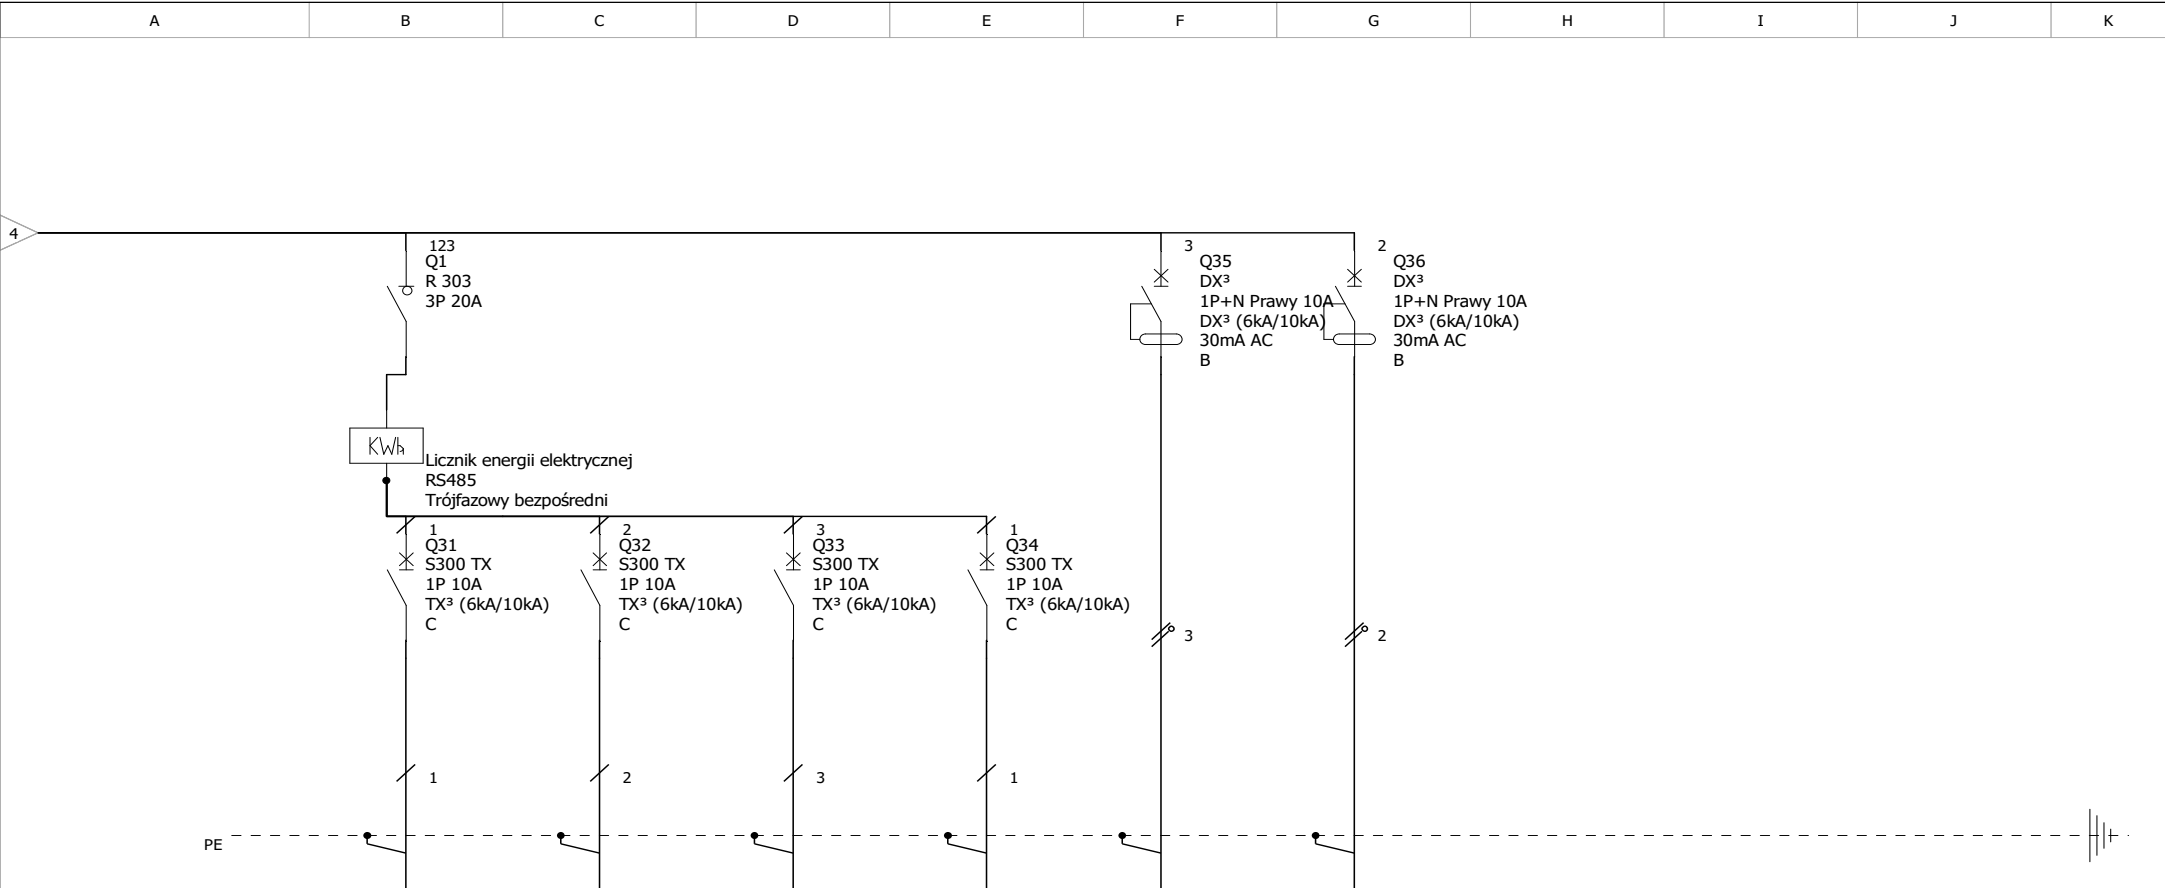 A B C D E F G H I J K
4
123
Q1
R 303
3P 20A
3
Q35
DX³
1P+N Prawy 10A
DX³ (6kA/10kA)
30mA AC
B
2
Q36
DX³
1P+N Prawy 10A
DX³ (6kA/10kA)
30mA AC
B
KWh
Licznik energii elektrycznej
RS485
Trójfazowy bezpośredni
1
Q31
S300 TX
1P 10A
TX³ (6kA/10kA)
C
2
Q32
S300 TX
1P 10A
TX³ (6kA/10kA)
C
3
Q33
S300 TX
1P 10A
TX³ (6kA/10kA)
C
1
Q34
S300 TX
1P 10A
TX³ (6kA/10kA)
C
3
2
1
2
3
1
PE